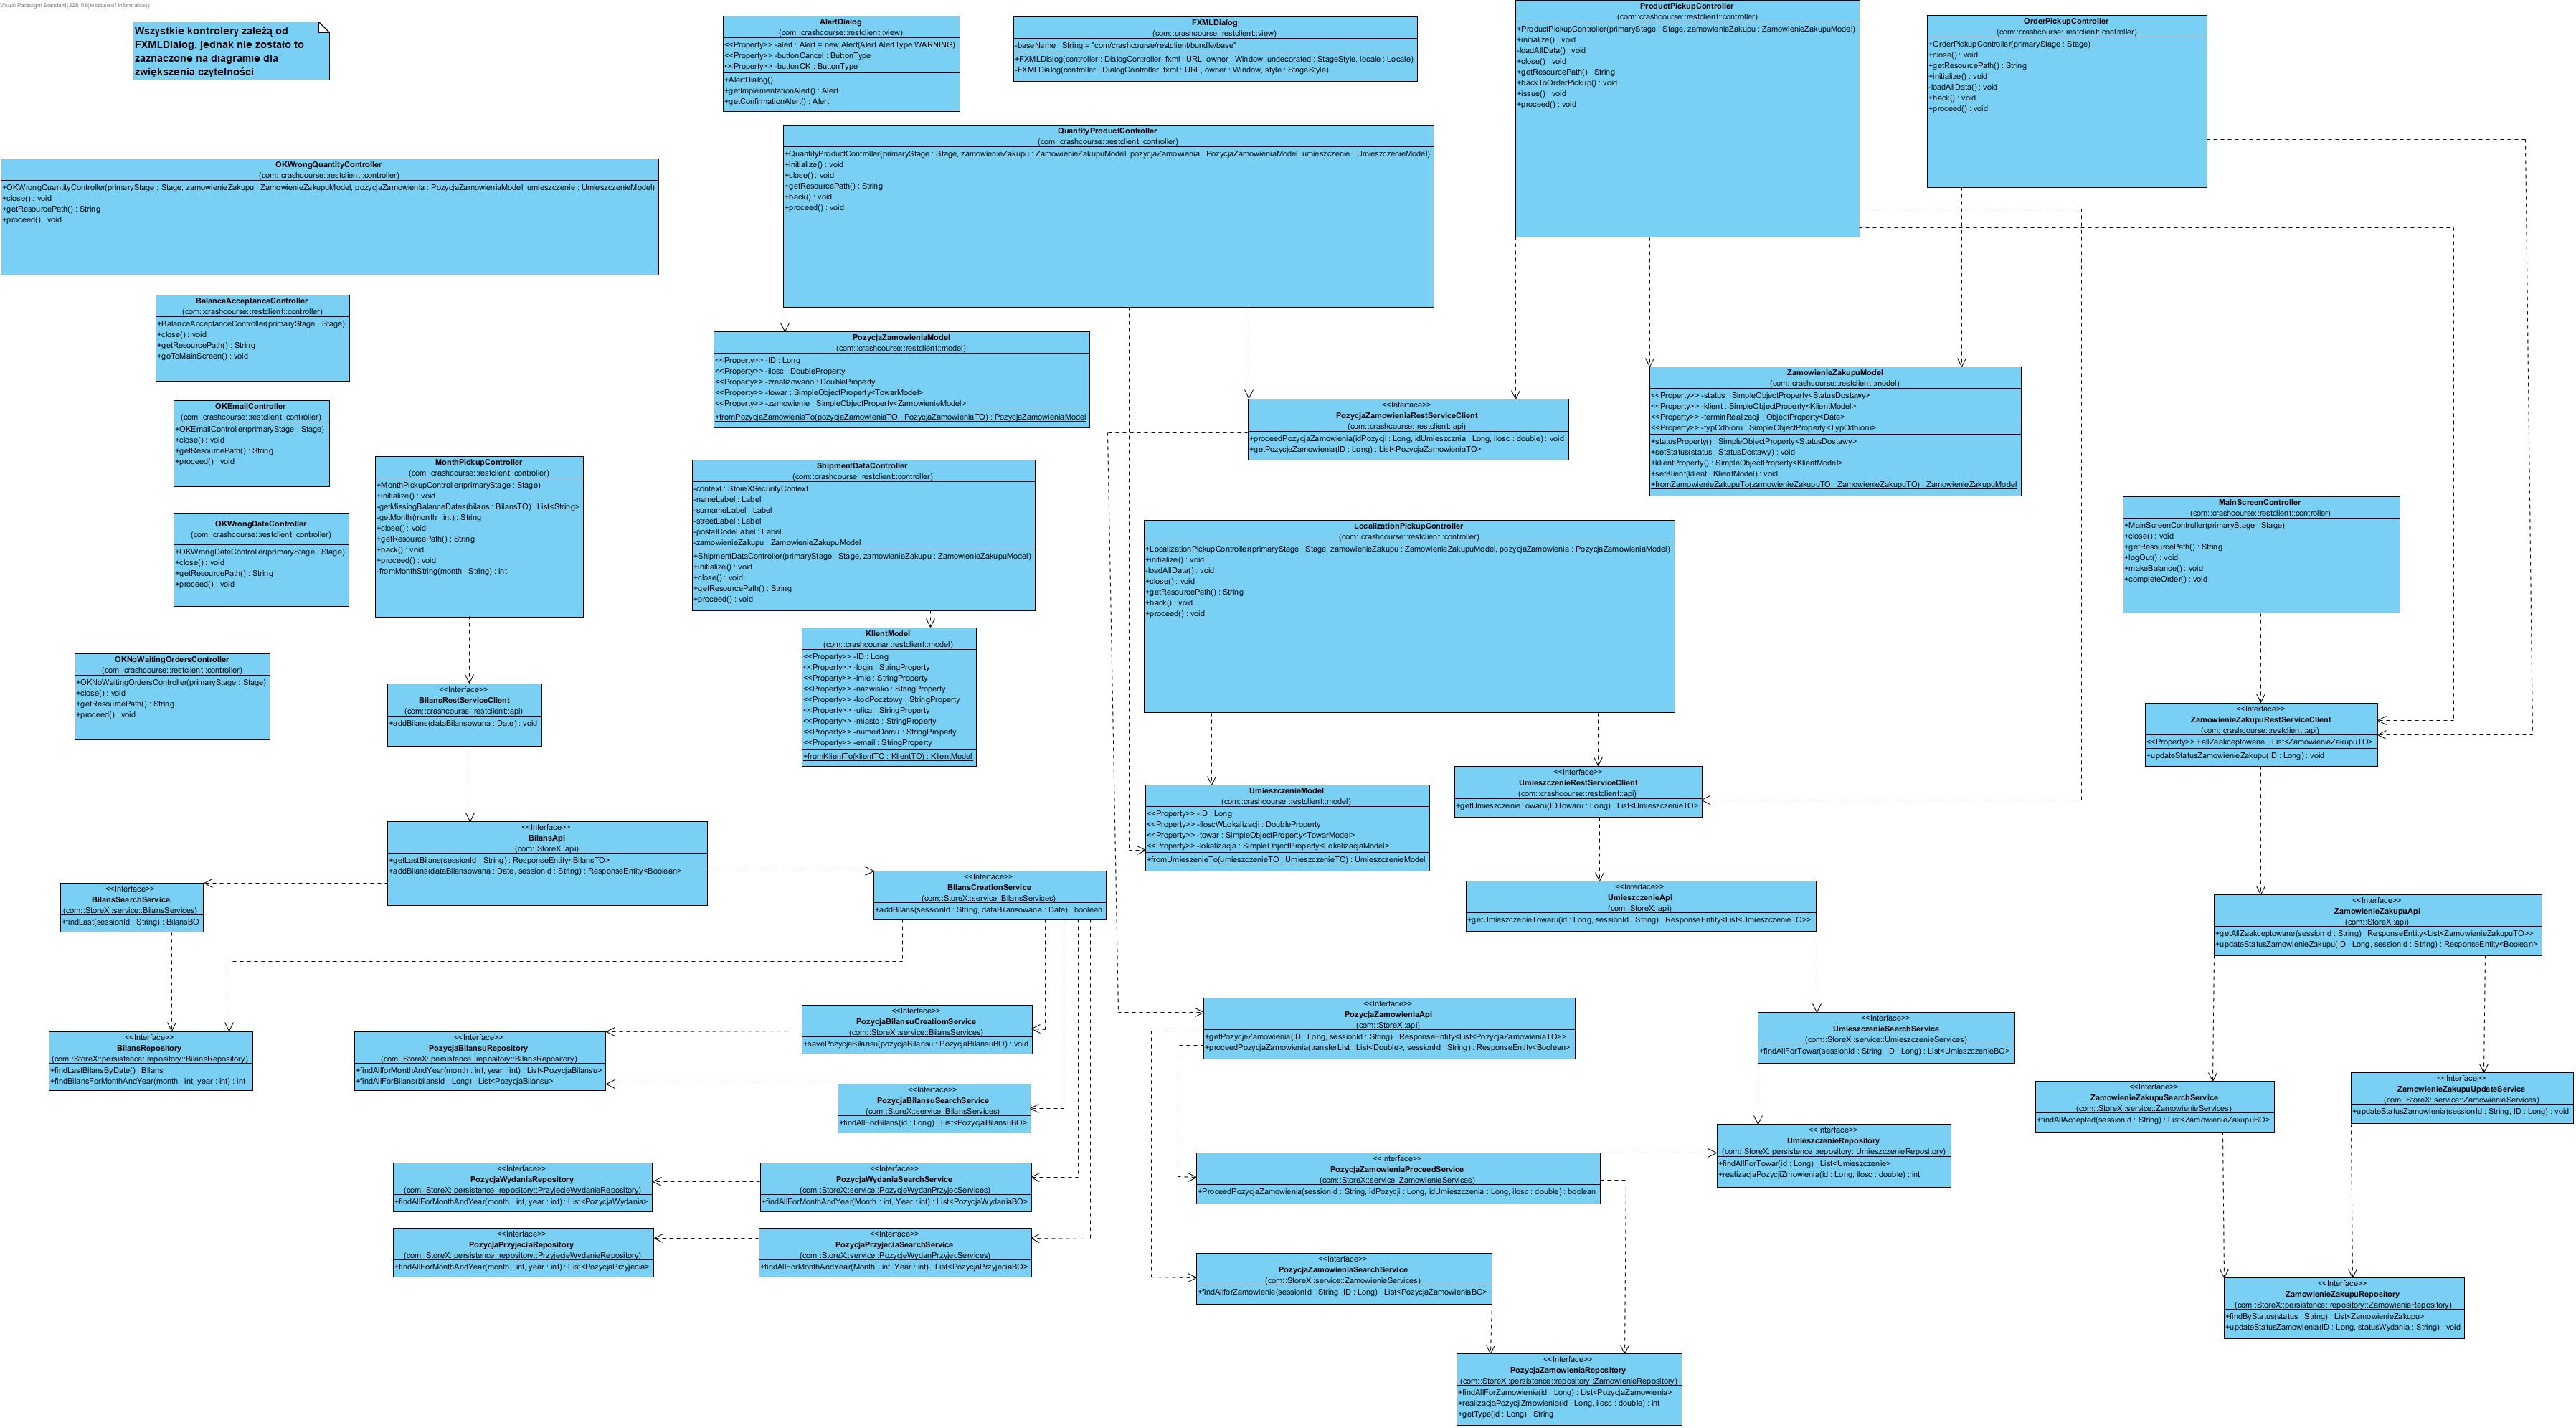 Visual Paradigm Standard(228108(Institute of Informatics))
Wszystkie kontrolery zależą od
FXMLDialog, jednak nie zostało to
zaznaczone na diagramie dla
zwiększenia czytelności
AlertDialog
(com::crashcourse::restclient::view)
<<Property>> -alert : Alert = new Alert(Alert.AlertType.WARNING)
<<Property>> -buttonCancel : ButtonType
<<Property>> -buttonOK : ButtonType
+AlertDialog()
+getImplementationAlert() : Alert
+getConfirmationAlert() : Alert
FXMLDialog
(com::crashcourse::restclient::view)
-baseName : String = "com/crashcourse/restclient/bundle/base"
+FXMLDialog(controller : DialogController, fxml : URL, owner : Window, undecorated : StageStyle, locale : Locale)
-FXMLDialog(controller : DialogController, fxml : URL, owner : Window, style : StageStyle)
ProductPickupController
(com::crashcourse::restclient::controller)
+ProductPickupController(primaryStage : Stage, zamowienieZakupu : ZamowienieZakupuModel)
+initialize() : void
-loadAllData() : void
+close() : void
+getResourcePath() : String
+backToOrderPickup() : void
+issue() : void
+proceed() : void
OrderPickupController
(com::crashcourse::restclient::controller)
+OrderPickupController(primaryStage : Stage)
+close() : void
+getResourcePath() : String
+initialize() : void
-loadAllData() : void
+back() : void
+proceed() : void
QuantityProductController
(com::crashcourse::restclient::controller)
+QuantityProductController(primaryStage : Stage, zamowienieZakupu : ZamowienieZakupuModel, pozycjaZamowienia : PozycjaZamowieniaModel, umieszczenie : UmieszczenieModel)
+initialize() : void
+close() : void
+getResourcePath() : String
+back() : void
+proceed() : void
OKWrongQuantityController
(com::crashcourse::restclient::controller)
+OKWrongQuantityController(primaryStage : Stage, zamowienieZakupu : ZamowienieZakupuModel, pozycjaZamowienia : PozycjaZamowieniaModel, umieszczenie : UmieszczenieModel)
+close() : void
+getResourcePath() : String
+proceed() : void
BalanceAcceptanceController
(com::crashcourse::restclient::controller)
+BalanceAcceptanceController(primaryStage : Stage)
+close() : void
+getResourcePath() : String
+goToMainScreen() : void
OKEmailController
(com::crashcourse::restclient::controller)
+OKEmailController(primaryStage : Stage)
+close() : void
+getResourcePath() : String
+proceed() : void
OKWrongDateController
(com::crashcourse::restclient::controller)
+OKWrongDateController(primaryStage : Stage)
+close() : void
+getResourcePath() : String
+proceed() : void
OKNoWaitingOrdersController
(com::crashcourse::restclient::controller)
+OKNoWaitingOrdersController(primaryStage : Stage)
+close() : void
+getResourcePath() : String
+proceed() : void
MonthPickupController
(com::crashcourse::restclient::controller)
+MonthPickupController(primaryStage : Stage)
+initialize() : void
-getMissingBalanceDates(bilans : BilansTO) : List<String>
-getMonth(month : int) : String
+close() : void
+getResourcePath() : String
+back() : void
+proceed() : void
-fromMonthString(month : String) : int
PozycjaZamowieniaModel
(com::crashcourse::restclient::model)
<<Property>> -ID : Long
<<Property>> -ilosc : DoubleProperty
<<Property>> -zrealizowano : DoubleProperty
<<Property>> -towar : SimpleObjectProperty<TowarModel>
<<Property>> -zamowienie : SimpleObjectProperty<ZamowienieModel>
+fromPozycjaZamowieniaTo(pozycjaZamowieniaTO : PozycjaZamowieniaTO) : PozycjaZamowieniaModel
ShipmentDataController
(com::crashcourse::restclient::controller)
-context : StoreXSecurityContext
-nameLabel : Label
-surnameLabel : Label
-streetLabel : Label
-postalCodeLabel : Label
-zamowienieZakupu : ZamowienieZakupuModel
+ShipmentDataController(primaryStage : Stage, zamowienieZakupu : ZamowienieZakupuModel)
+initialize() : void
+close() : void
+getResourcePath() : String
+proceed() : void
KlientModel
(com::crashcourse::restclient::model)
<<Property>> -ID : Long
<<Property>> -login : StringProperty
<<Property>> -imie : StringProperty
<<Property>> -nazwisko : StringProperty
<<Property>> -kodPocztowy : StringProperty
<<Property>> -ulica : StringProperty
<<Property>> -miasto : StringProperty
<<Property>> -numerDomu : StringProperty
<<Property>> -email : StringProperty
+fromKlientTo(klientTO : KlientTO) : KlientModel
<<Interface>>
PozycjaZamowieniaRestServiceClient
(com::crashcourse::restclient::api)
+proceedPozycjaZamowienia(idPozycji : Long, idUmieszcznia : Long, ilosc : double) : void
+getPozycjeZamowienia(ID : Long) : List<PozycjaZamowieniaTO>
ZamowienieZakupuModel
(com::crashcourse::restclient::model)
<<Property>> -status : SimpleObjectProperty<StatusDostawy>
<<Property>> -klient : SimpleObjectProperty<KlientModel>
<<Property>> -terminRealizacji : ObjectProperty<Date>
<<Property>> -typOdbioru : SimpleObjectProperty<TypOdbioru>
+statusProperty() : SimpleObjectProperty<StatusDostawy>
+setStatus(status : StatusDostawy) : void
+klientProperty() : SimpleObjectProperty<KlientModel>
+setKlient(klient : KlientModel) : void
+fromZamowienieZakupuTo(zamowienieZakupuTO : ZamowienieZakupuTO) : ZamowienieZakupuModel
LocalizationPickupController
(com::crashcourse::restclient::controller)
+LocalizationPickupController(primaryStage : Stage, zamowienieZakupu : ZamowienieZakupuModel, pozycjaZamowienia : PozycjaZamowieniaModel)
+initialize() : void
-loadAllData() : void
+close() : void
+getResourcePath() : String
+back() : void
+proceed() : void
MainScreenController
(com::crashcourse::restclient::controller)
+MainScreenController(primaryStage : Stage)
+close() : void
+getResourcePath() : String
+logOut() : void
+makeBalance() : void
+completeOrder() : void
<<Interface>>
BilansRestServiceClient
(com::crashcourse::restclient::api)
+addBilans(dataBilansowana : Date) : void
<<Interface>>
ZamowienieZakupuRestServiceClient
(com::crashcourse::restclient::api)
<<Property>> +allZaakceptowane : List<ZamowienieZakupuTO>
+updateStatusZamowienieZakupu(ID : Long) : void
UmieszczenieModel
(com::crashcourse::restclient::model)
<<Property>> -ID : Long
<<Property>> -iloscWLokalizacji : DoubleProperty
<<Property>> -towar : SimpleObjectProperty<TowarModel>
<<Property>> -lokalizacja : SimpleObjectProperty<LokalizacjaModel>
+fromUmieszenieTo(umieszczenieTO : UmieszczenieTO) : UmieszczenieModel
<<Interface>>
UmieszczenieRestServiceClient
(com::crashcourse::restclient::api)
+getUmieszczenieTowaru(IDTowaru : Long) : List<UmieszczenieTO>
<<Interface>>
BilansApi
(com::StoreX::api)
+getLastBilans(sessionId : String) : ResponseEntity<BilansTO>
+addBilans(dataBilansowana : Date, sessionId : String) : ResponseEntity<Boolean>
<<Interface>>
BilansSearchService
(com::StoreX::service::BilansServices)
+findLast(sessionId : String) : BilansBO
<<Interface>>
BilansCreationService
(com::StoreX::service::BilansServices)
+addBilans(sessionId : String, dataBilansowana : Date) : boolean
<<Interface>>
UmieszczenieApi
(com::StoreX::api)
+getUmieszczenieTowaru(id : Long, sessionId : String) : ResponseEntity<List<UmieszczenieTO>>
<<Interface>>
ZamowienieZakupuApi
(com::StoreX::api)
+getAllZaakceptowane(sessionId : String) : ResponseEntity<List<ZamowienieZakupuTO>>
+updateStatusZamowienieZakupu(ID : Long, sessionId : String) : ResponseEntity<Boolean>
<<Interface>>
BilansRepository
(com::StoreX::persistence::repository::BilansRepository)
+findLastBilansByDate() : Bilans
+findBilansForMonthAndYear(month : int, year : int) : int
<<Interface>>
PozycjaBilansuRepository
(com::StoreX::persistence::repository::BilansRepository)
+findAllforMonthAndYear(month : int, year : int) : List<PozycjaBilansu>
+findAllForBilans(bilansId : Long) : List<PozycjaBilansu>
<<Interface>>
PozycjaBilansuCreationService
(com::StoreX::service::BilansServices)
+savePozycjaBilansu(pozycjaBilansu : PozycjaBilansuBO) : void
<<Interface>>
PozycjaBilansuSearchService
(com::StoreX::service::BilansServices)
+findAllForBilans(id : Long) : List<PozycjaBilansuBO>
<<Interface>>
PozycjaZamowieniaApi
(com::StoreX::api)
+getPozycjeZamowienia(ID : Long, sessionId : String) : ResponseEntity<List<PozycjaZamowieniaTO>>
+proceedPozycjaZamowienia(transferList : List<Double>, sessionId : String) : ResponseEntity<Boolean>
<<Interface>>
UmieszczenieSearchService
(com::StoreX::service::UmieszczenieServices)
+findAllForTowar(sessionId : String, ID : Long) : List<UmieszczenieBO>
<<Interface>>
ZamowienieZakupuSearchService
(com::StoreX::service::ZamowienieServices)
+findAllAccepted(sessionId : String) : List<ZamowienieZakupuBO>
<<Interface>>
ZamowienieZakupuUpdateService
(com::StoreX::service::ZamowienieServices)
+updateStatusZamowienia(sessionId : String, ID : Long) : void
<<Interface>>
PozycjaWydaniaRepository
(com::StoreX::persistence::repository::PrzyjecieWydanieRepository)
+findAllForMonthAndYear(month : int, year : int) : List<PozycjaWydania>
<<Interface>>
PozycjaWydaniaSearchService
(com::StoreX::service::PozycjeWydanPrzyjecServices)
+findAllForMonthAndYear(Month : int, Year : int) : List<PozycjaWydaniaBO>
<<Interface>>
PozycjaPrzyjeciaRepository
(com::StoreX::persistence::repository::PrzyjecieWydanieRepository)
+findAllForMonthAndYear(month : int, year : int) : List<PozycjaPrzyjecia>
<<Interface>>
PozycjaPrzyjeciaSearchService
(com::StoreX::service::PozycjeWydanPrzyjecServices)
+findAllForMonthAndYear(Month : int, Year : int) : List<PozycjaPrzyjeciaBO>
<<Interface>>
PozycjaZamowieniaProceedService
(com::StoreX::service::ZamowienieServices)
+ProceedPozycjaZamowienia(sessionId : String, idPozycji : Long, idUmieszczenia : Long, ilosc : double) : boolean
<<Interface>>
UmieszczenieRepository
(com::StoreX::persistence::repository::UmieszczenieRepository)
+findAllForTowar(id : Long) : List<Umieszczenie>
+realizacjaPozycjiZmowienia(id : Long, ilosc : double) : int
<<Interface>>
PozycjaZamowieniaSearchService
(com::StoreX::service::ZamowienieServices)
+findAllforZamowienie(sessionId : String, ID : Long) : List<PozycjaZamowieniaBO>
<<Interface>>
ZamowienieZakupuRepository
(com::StoreX::persistence::repository::ZamowienieRepository)
+findByStatus(status : String) : List<ZamowienieZakupu>
+updateStatusZamowienia(ID : Long, statusWydania : String) : void
<<Interface>>
PozycjaZamowieniaRepository
(com::StoreX::persistence::repository::ZamowienieRepository)
+findAllForZamowienie(id : Long) : List<PozycjaZamowienia>
+realizacjaPozycjiZmowienia(id : Long, ilosc : double) : int
+getType(id : Long) : String